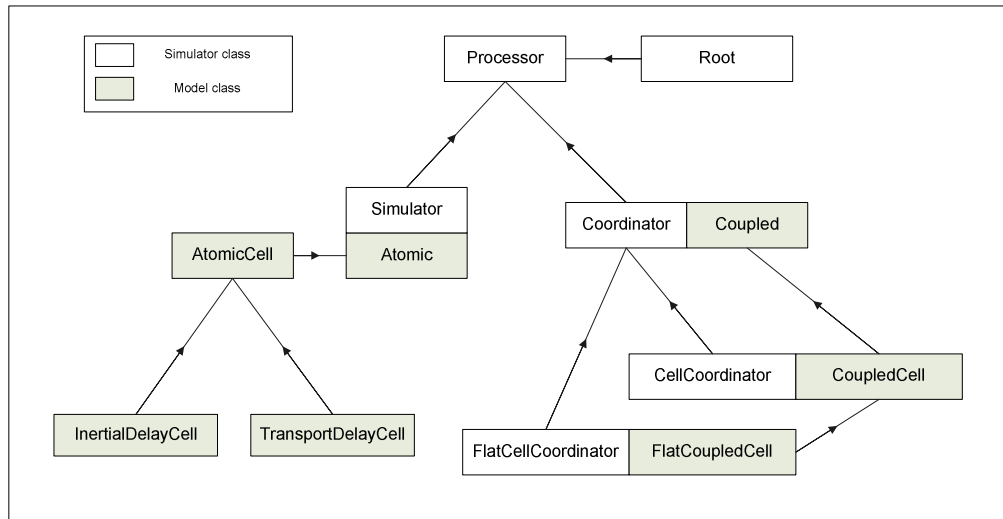 Simulator class
Model class
Processor
Root
Simulator
Atomic
AtomicCell
Coordinator
Coupled
CellCoordinator
CoupledCell
InertialDelayCell
TransportDelayCell
FlatCellCoordinator
FlatCoupledCell